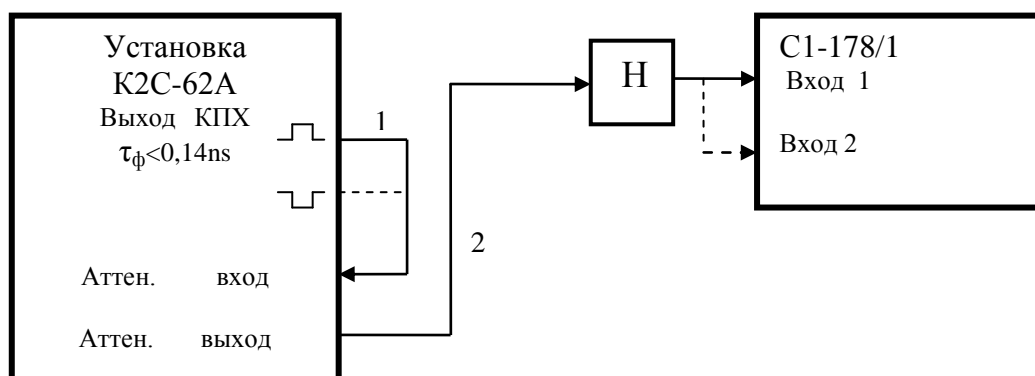 Установка
К2С-62А
Выход КПХ
τф<0,14ns
Аттен. вход
Аттен. выход
1
2
Н
С1-178/1
Вход 1
Вход 2